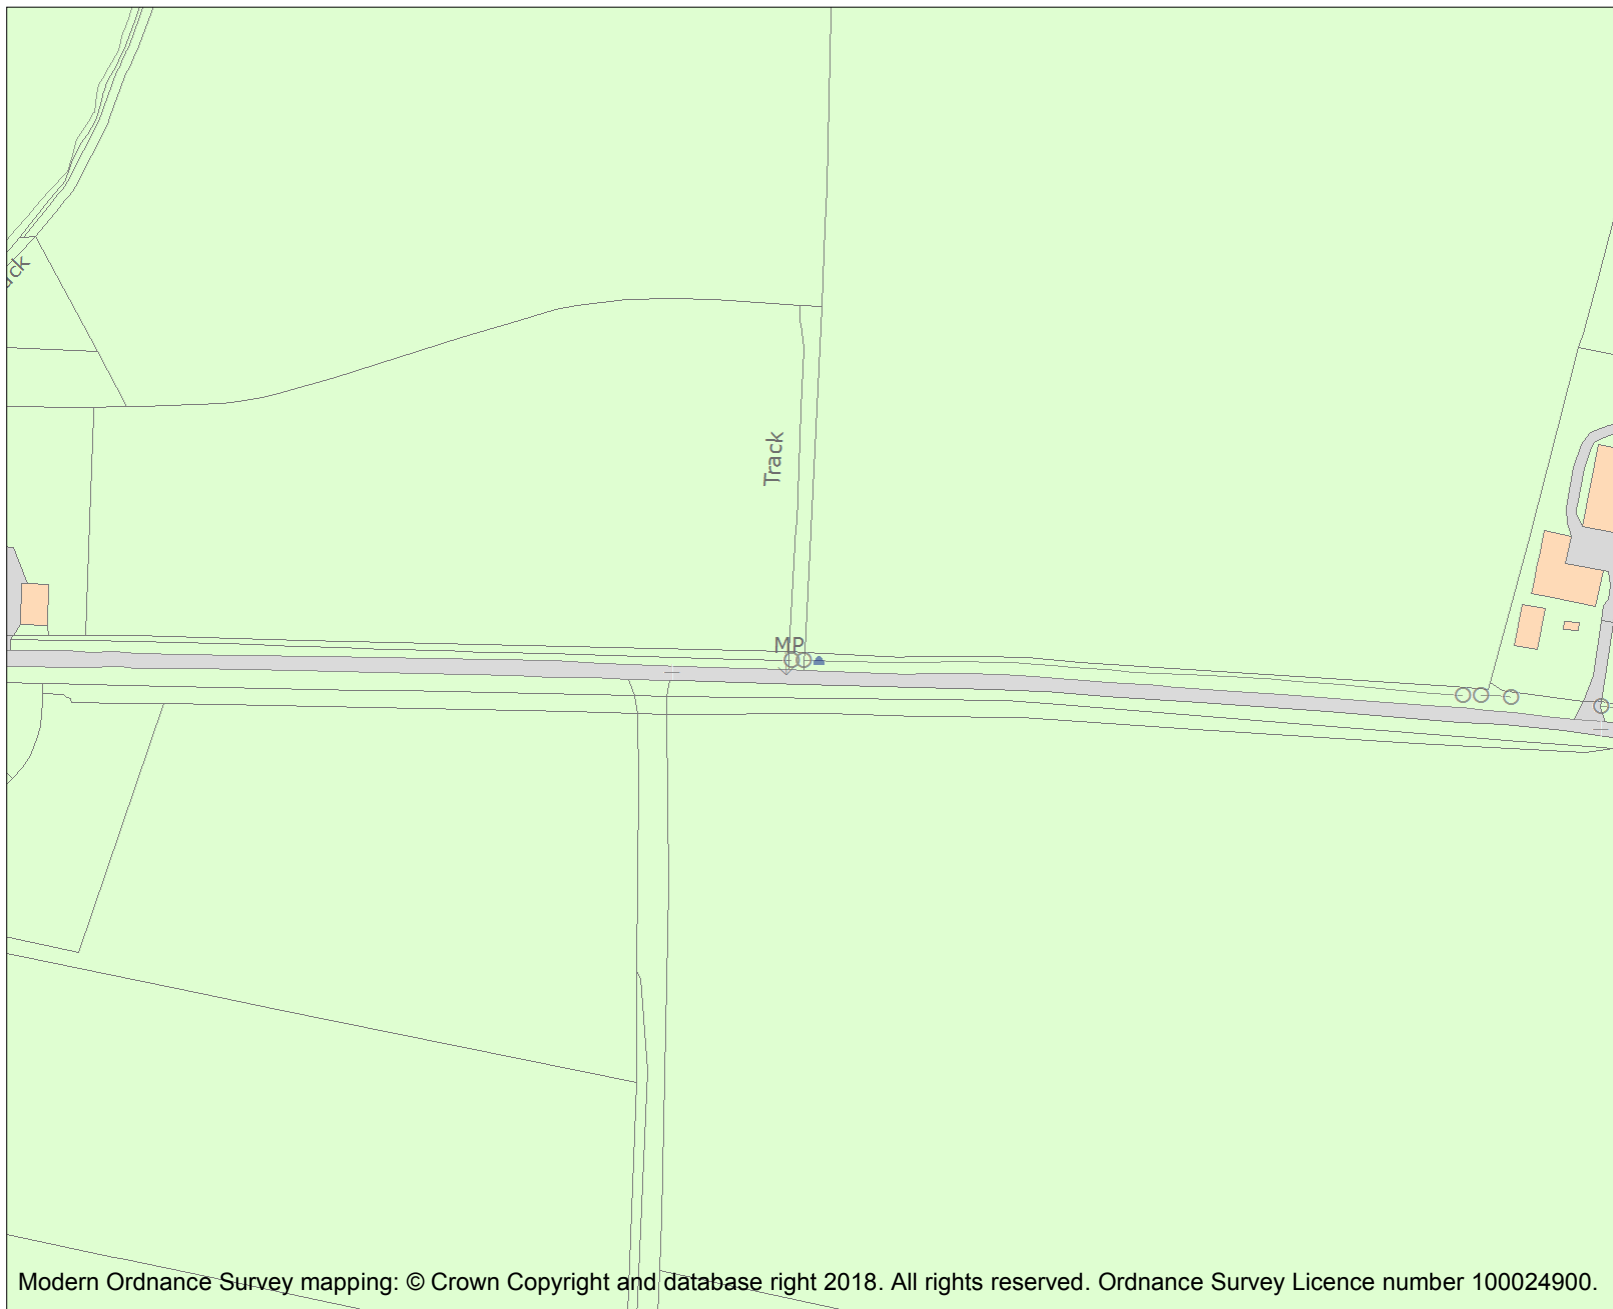 ck
Track
MP
Modern Ordnance Survey mapping: © Crown Copyright and database right 2018. All rights reserved. Ordnance Survey Licence number 100024900.